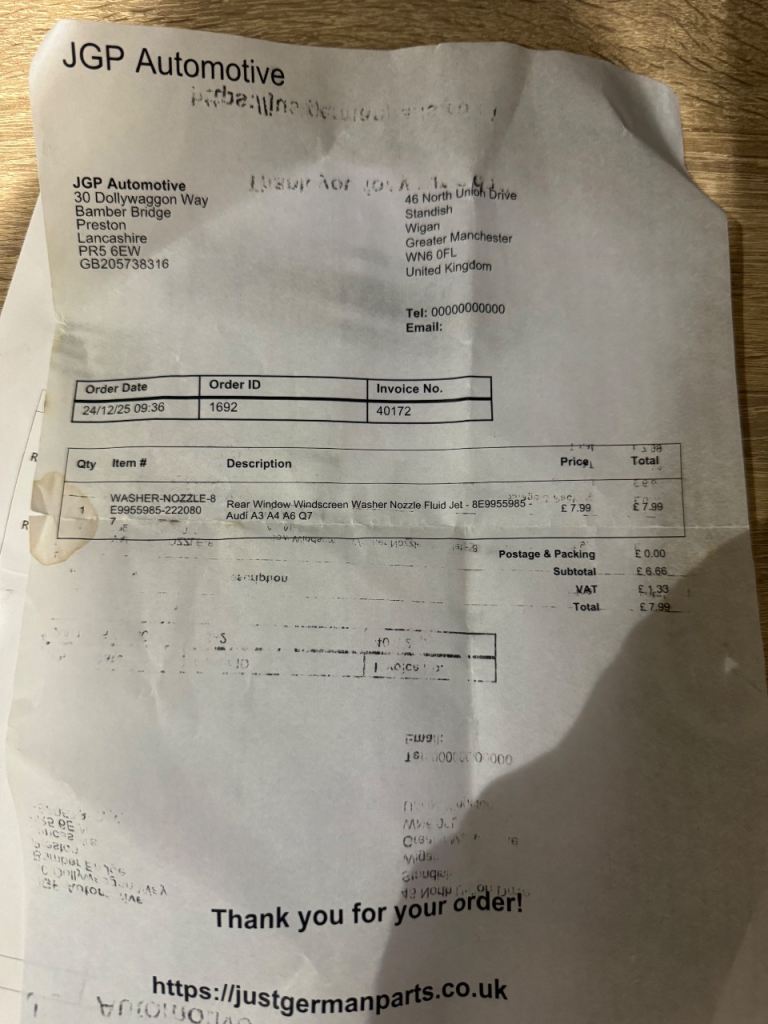 JGP Automotive
JGP Automotive
30 Dollywaggon Way
Bamber Bridge
Preston
Lancashire
PR5 6EW
GB205738316
46 North Union Drive
Standish
Wigan
Greater Manchester
WN6 0FL
United Kingdom
Tel: 00000000000
Email:
Order Date Order ID Invoice No.
24/12/25 09:36 1692 40172
Qty Item # Description Price Total
1 WASHER-NOZZLE-8E9955985-2220807 Rear Window Windscreen Washer Nozzle Fluid Jet - 8E9955985 - Audi A3 A4 A6 Q7 £ 7.99 £ 7.99
Postage & Packing £ 0.00
Subtotal £ 6.66
VAT £ 1.33
Total £ 7.99
Thank you for your order!
https://justgermanparts.co.uk